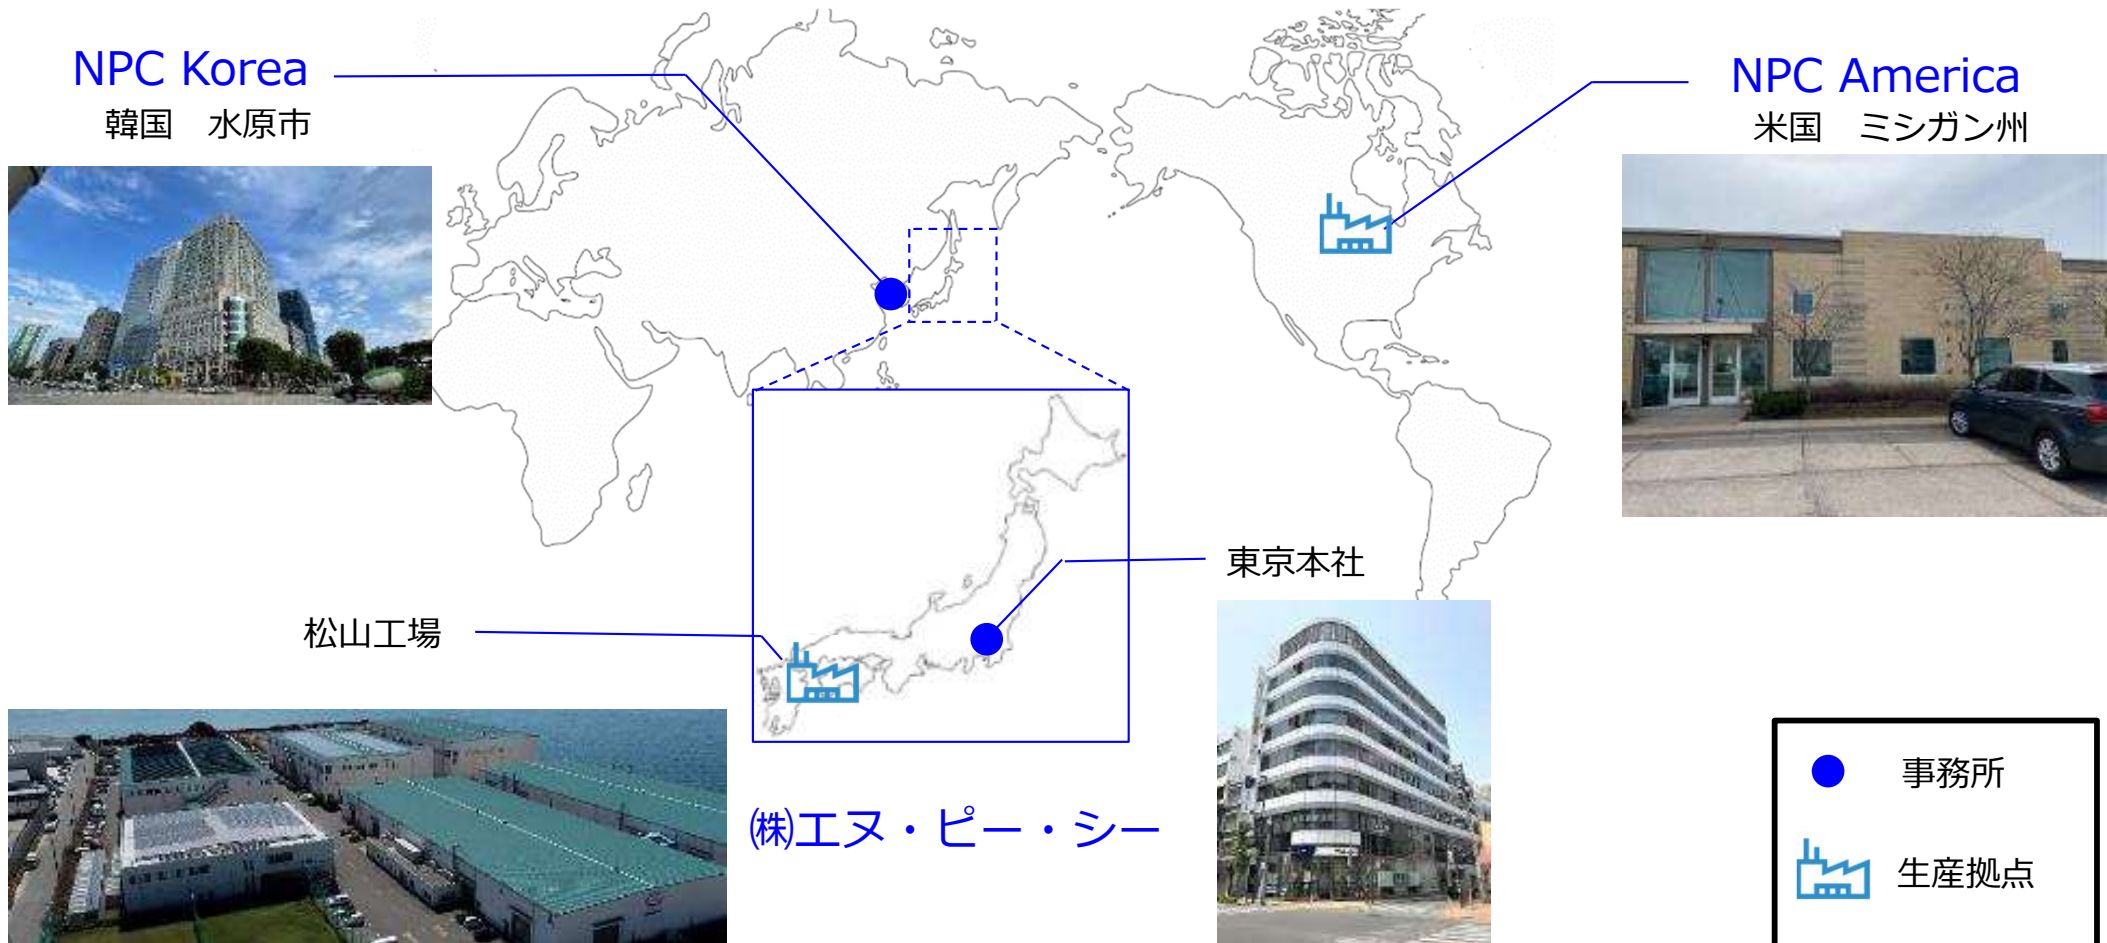 NPC Korea
韓国　水原市
NPC America
米国　ミシガン州
東京本社
松山工場
㈱エヌ・ピー・シー
事務所
生産拠点